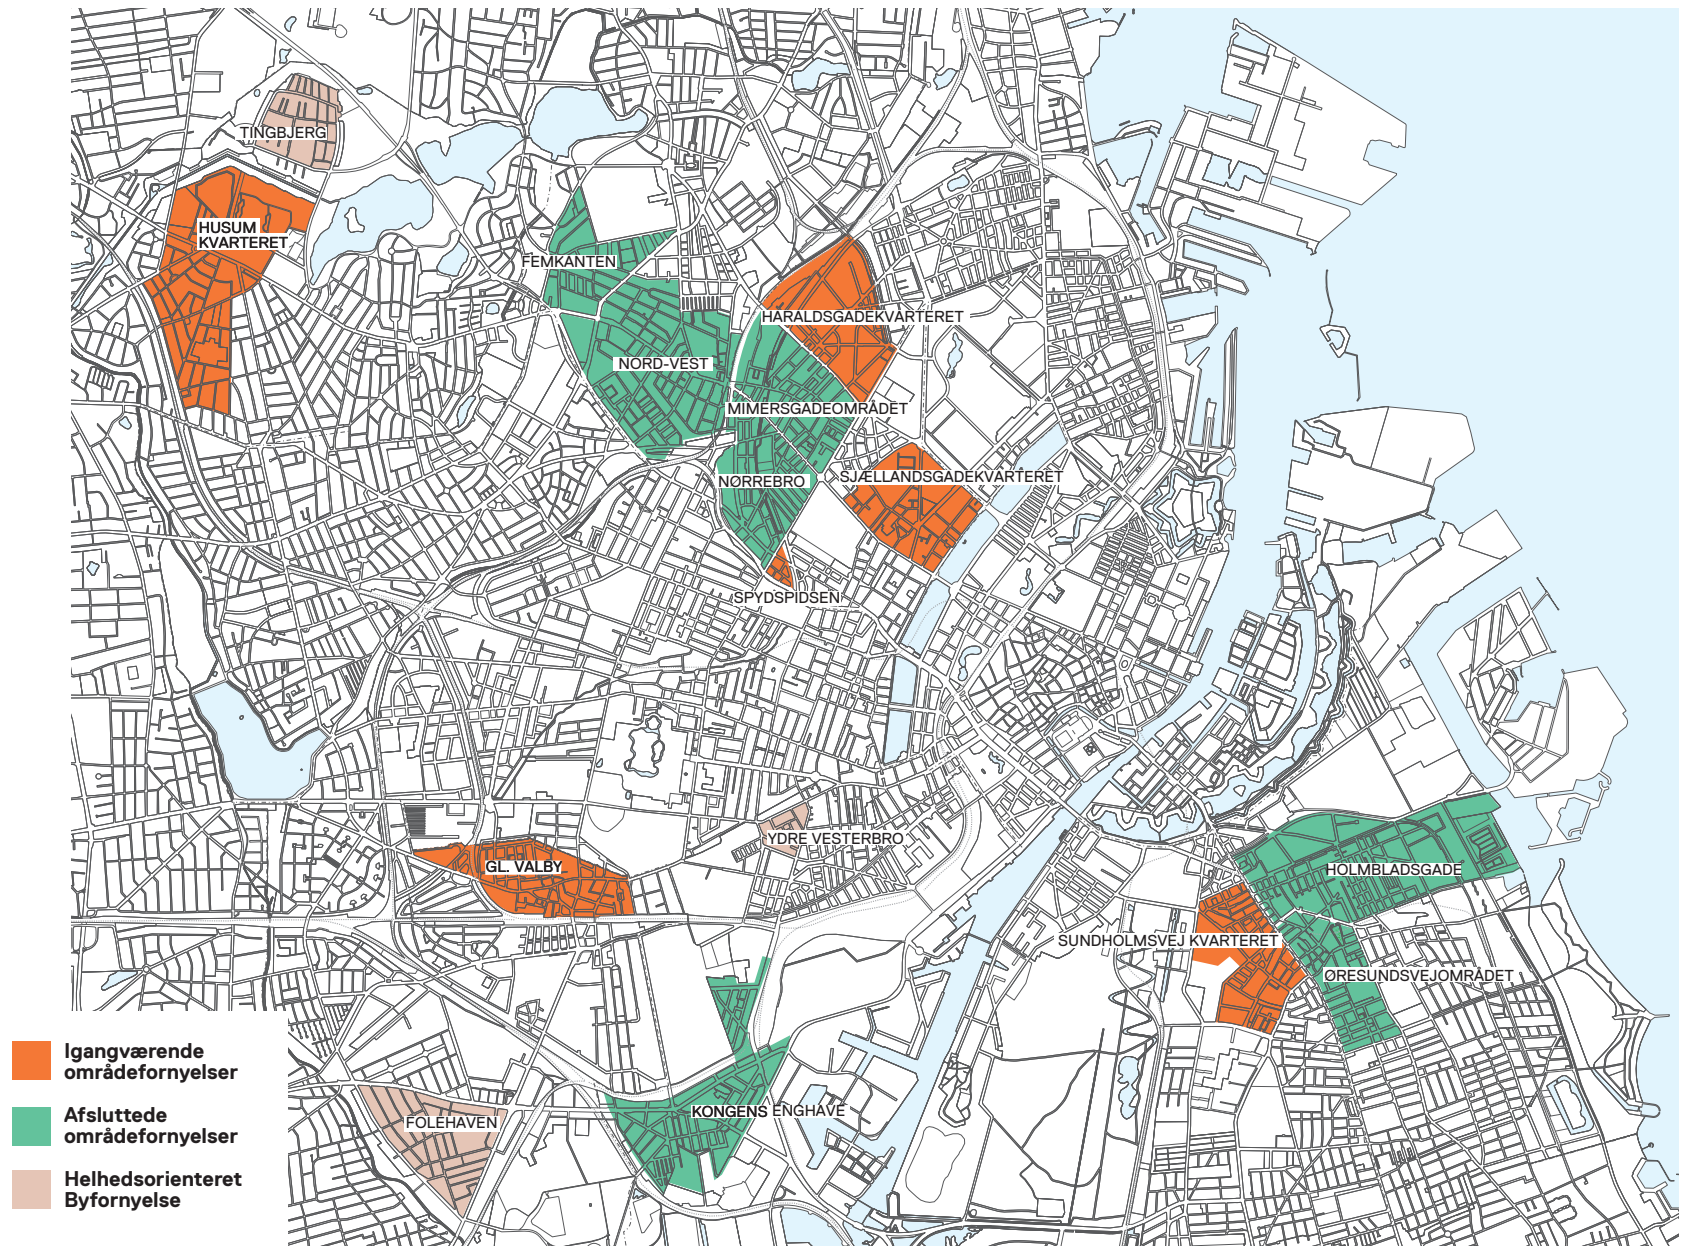 TINGBJERG
HUSUM
KVARTERET
FEMKANTEN
HARALDSGADEKVARTERET
NORD-VEST
MIMERSGADEOMRÅDET
SJÆLLANDSGADEKVARTERET
NØRREBRO
SPYDSPIDSEN
YDRE VESTERBRO
GL. VALBY
HOLMBLADSGADE
SUNDHOLMSVEJ KVARTERET
ØRESUNDSVEJOMRÅDET
KONGENS ENGHAVE
FOLEHAVEN
Igangværende
områdefornyelser
Afsluttede
områdefornyelser
Helhedsorienteret
Byfornyelse